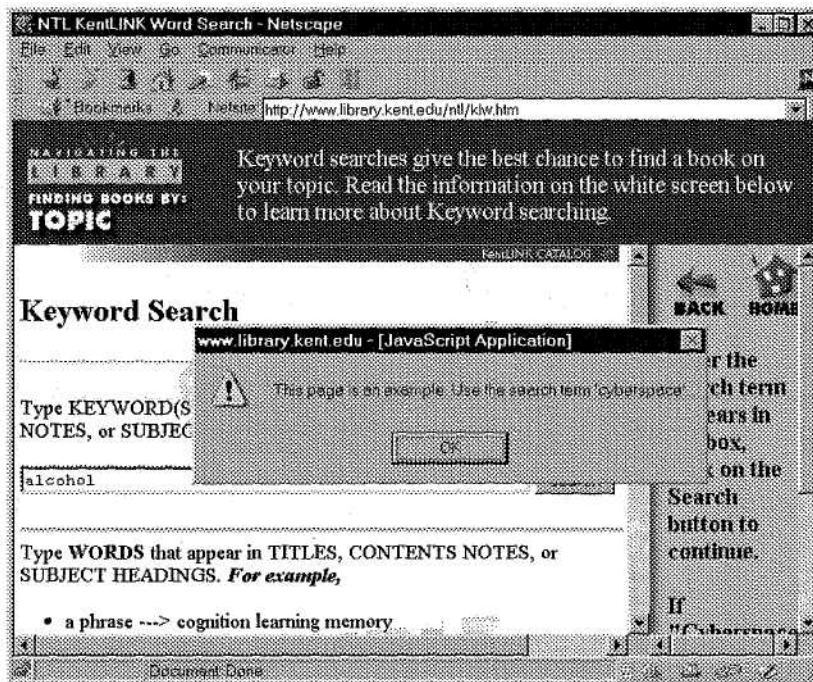 NTL KentLINK Word Search - Netscape
File Edit View Go Communicator Help
Bookmarks Netsite: http://www.library.kent.edu/ntl/klw.htm
NAVIGATING THE
LIBRARY
FINDING BOOKS BY:
TOPIC
Keyword searches give the best chance to find a book on
your topic. Read the information on the white screen below
to learn more about Keyword searching.
KentLINK CATALOG
BACK HOME
Keyword Search
www.library.kent.edu - [JavaScript Application]
This page is an example. Use the search term 'cyberspace'
OK
Type KEYWORD(S
NOTES, or SUBJEC
alcohol
er the
ch term
ears in
box,
k on the
Search
button to
continue.
If
"Cyberspace
Type WORDS that appear in TITLES, CONTENTS NOTES, or
SUBJECT HEADINGS. For example,
• a phrase ---> cognition learning memory
Document: Done